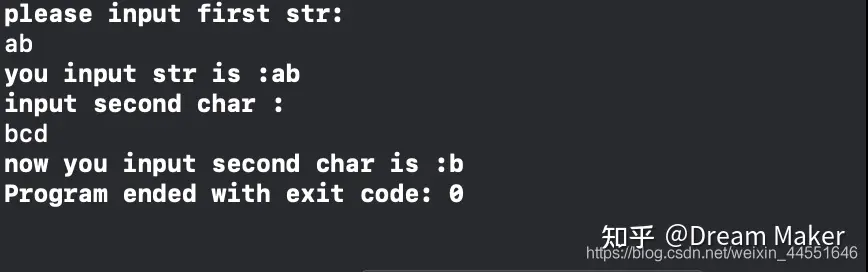 please input first str:
ab
you input str is :ab
input second char :
bcd
now you input second char is :b
Program ended with exit code: 0
知乎 @Dream Maker
https://blog.csdn.net/weixin_44551646